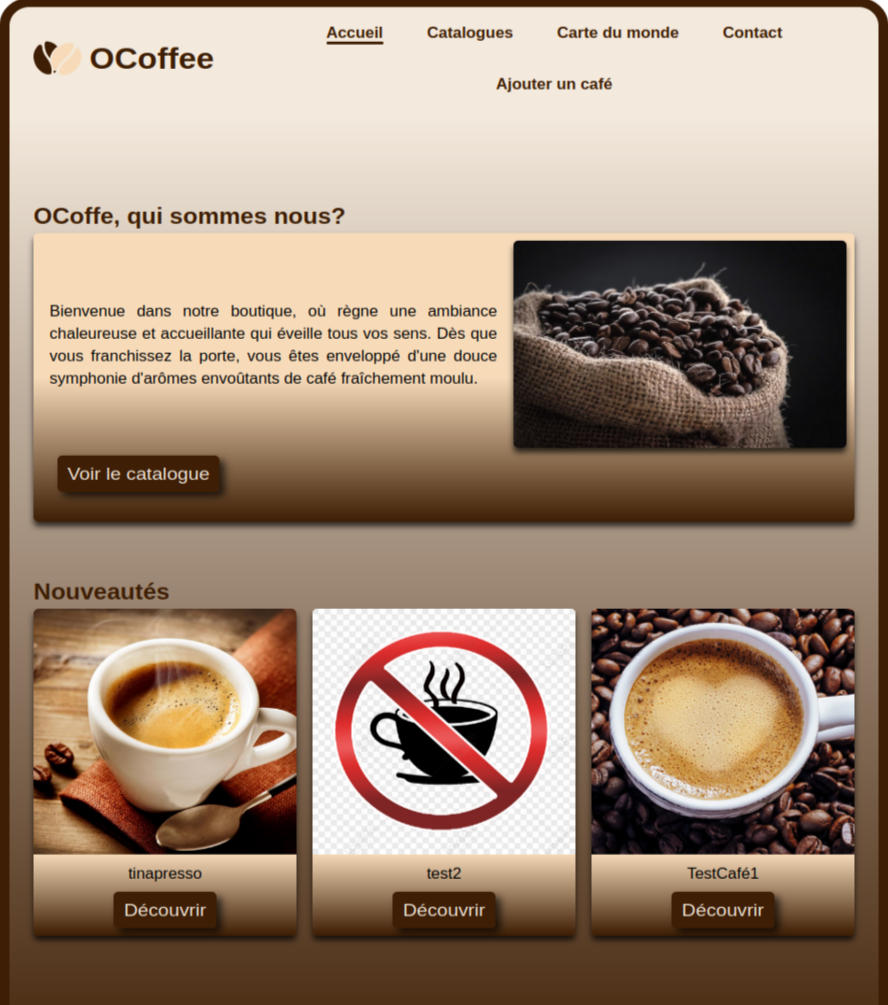 OCoffee
Accueil Catalogues Carte du monde Contact
Ajouter un café
OCoffe, qui sommes nous?
Bienvenue dans notre boutique, où règne une ambiance
chaleureuse et accueillante qui éveille tous vos sens. Dès que
vous franchissez la porte, vous êtes enveloppé d'une douce
symphonie d'arômes envoûtants de café fraîchement moulu.
Voir le catalogue
Nouveautés
tinapresso
Découvrir
test2
Découvrir
TestCafé1
Découvrir